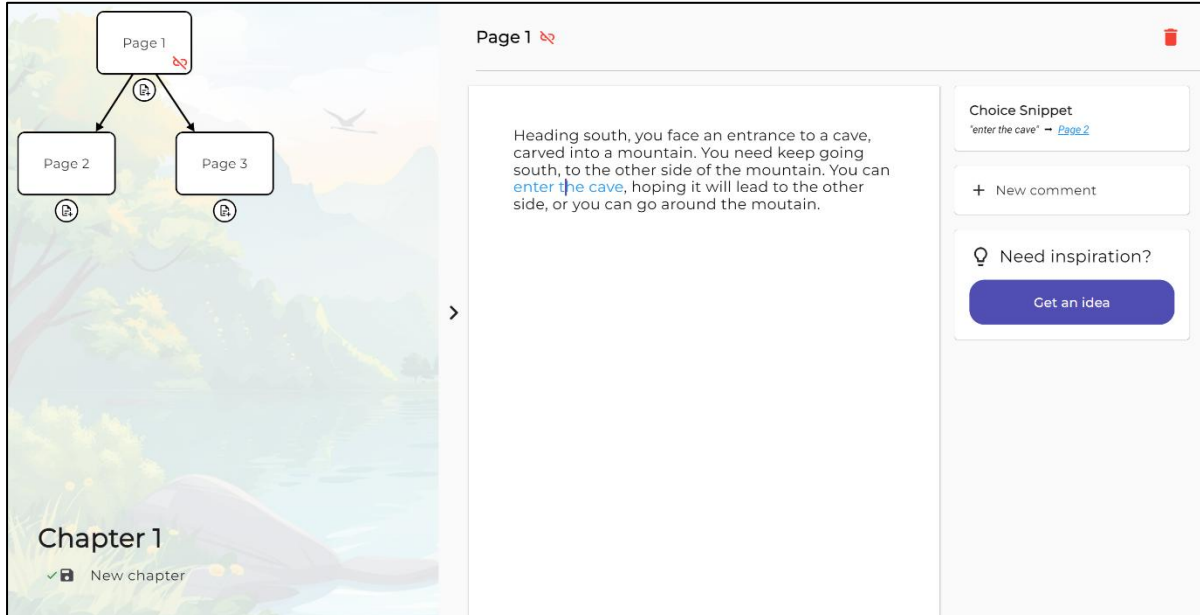 Page 1
Page 2
Page 3
Chapter 1
New chapter
Page 1
Heading south, you face an entrance to a cave,
carved into a mountain. You need keep going
south, to the other side of the mountain. You can
enter the cave, hoping it will lead to the other
side, or you can go around the moutain.
Choice Snippet
"enter the cave" → Page 2
+ New comment
Need inspiration?
Get an idea